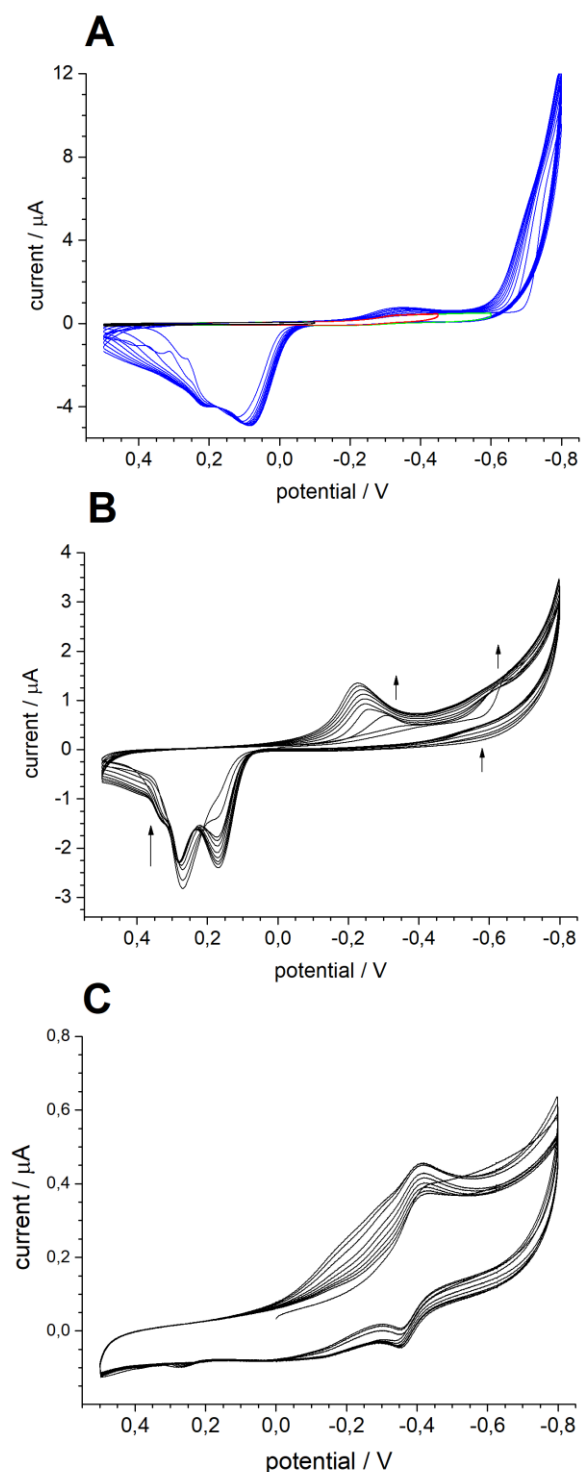 A
12
8
4
0
-4
current / μA
0,4 0,2 0,0 -0,2 -0,4 -0,6 -0,8
potential / V
B
4
3
2
1
0
-1
-2
-3
current / μA
0,4 0,2 0,0 -0,2 -0,4 -0,6 -0,8
potential / V
C
0,8
0,6
0,4
0,2
0,0
current / μA
0,4 0,2 0,0 -0,2 -0,4 -0,6 -0,8
potential / V